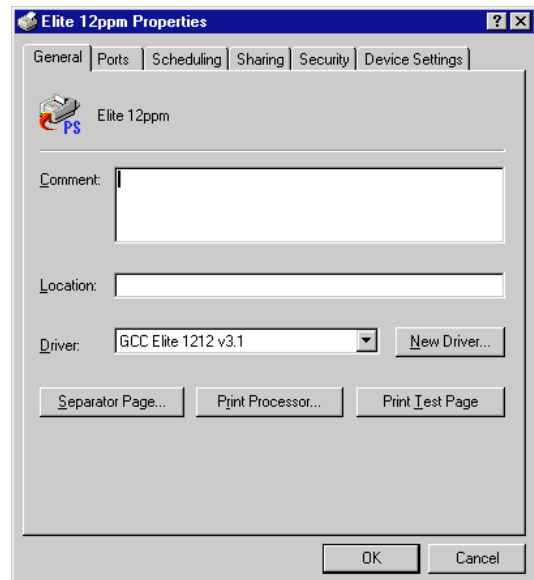 Elite 12ppm Properties
General Ports Scheduling Sharing Security Device Settings
PS Elite 12ppm
Comment:
Location:
Driver: GCC Elite 1212 v3.1 New Driver...
Separator Page... Print Processor... Print Test Page
OK Cancel